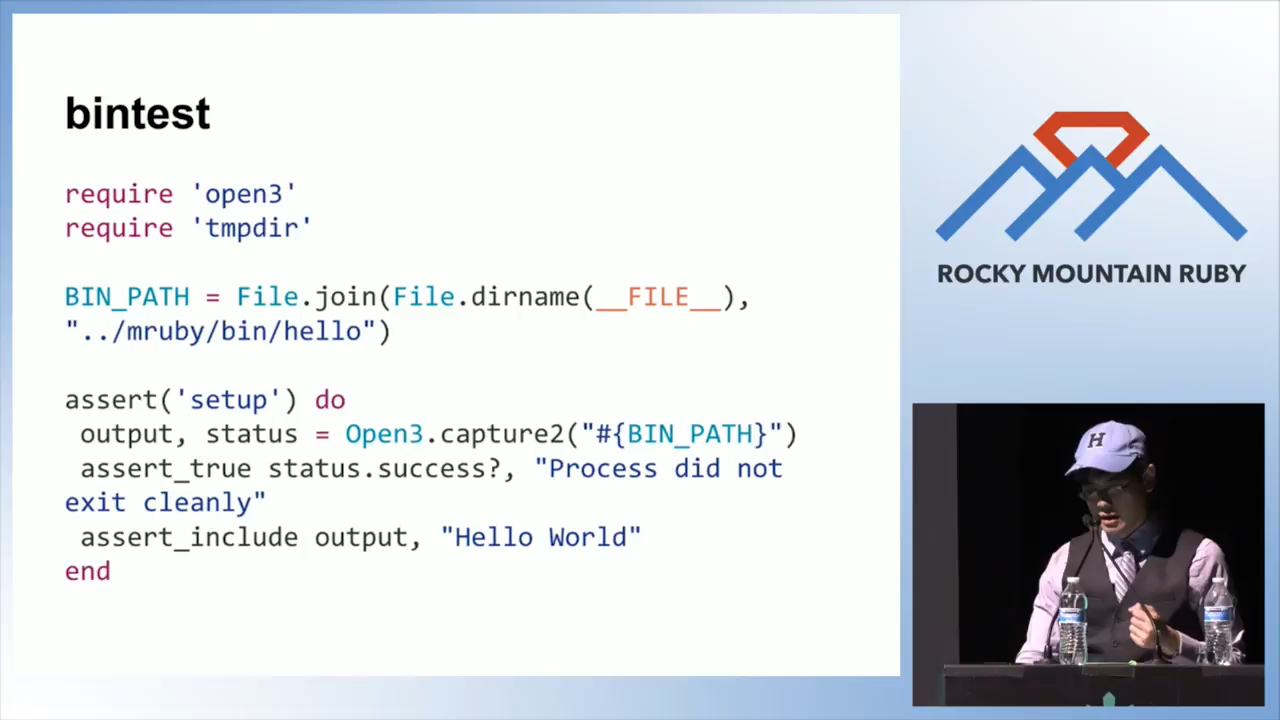 bintest
require 'open3'
require 'tmpdir'
BIN_PATH = File.join(File.dirname(__FILE__),
"../mruby/bin/hello")
assert('setup') do
 output, status = Open3.capture2("#{BIN_PATH}")
 assert_true status.success?, "Process did not
exit cleanly"
 assert_include output, "Hello World"
end
ROCKY MOUNTAIN RUBY
H